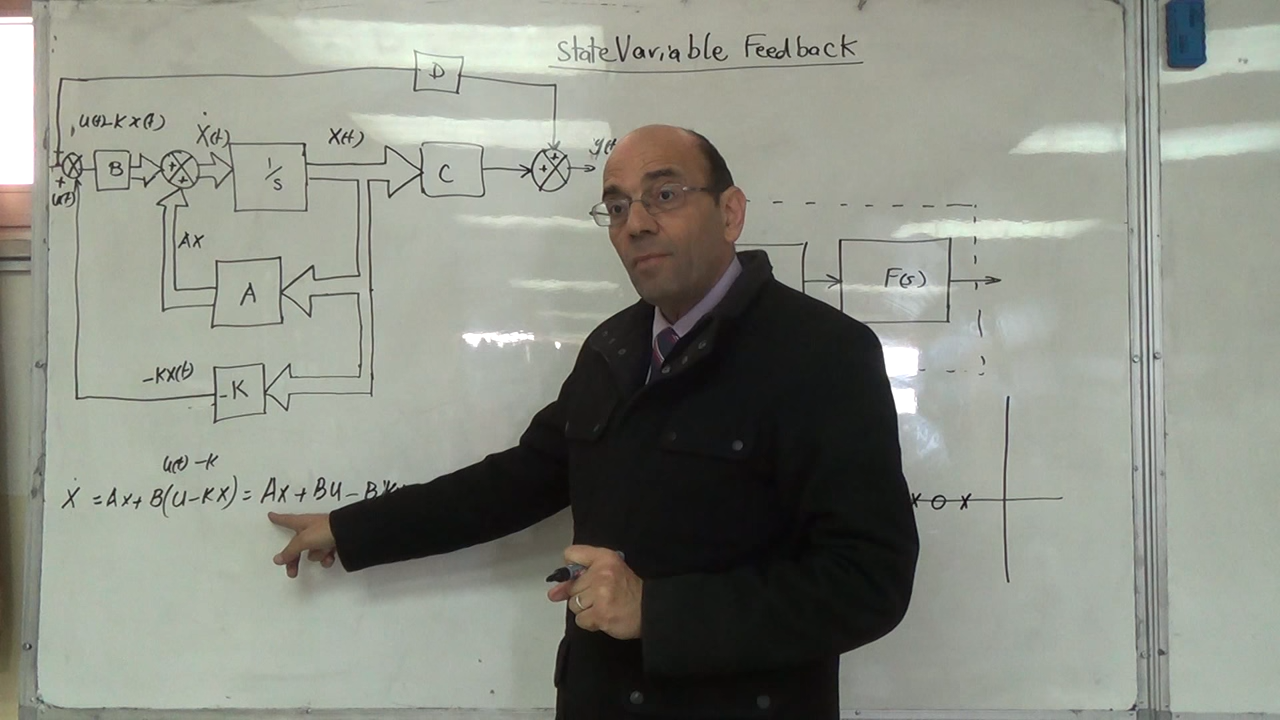 State Variable Feedback
D
u(t)-Kx(t)
Ẋ(t)
X(t)
y(t
+
u(t)
B
+
+
1/s
C
+
+
AX
A
F(s)
-KX(t)
-K
u(t) -K
Ẋ = AX + B(U - KX) = AX + BU - B